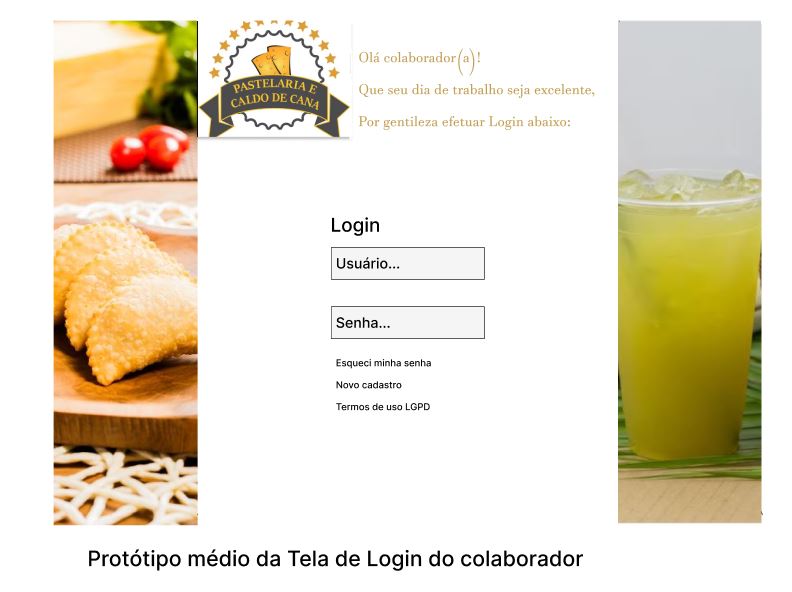 PASTELARIA E
CALDO DE CANA
Olá colaborador(a)!
Que seu dia de trabalho seja excelente,
Por gentileza efetuar Login abaixo:
Login
Usuário...
Senha...
Esqueci minha senha
Novo cadastro
Termos de uso LGPD
Protótipo médio da Tela de Login do colaborador